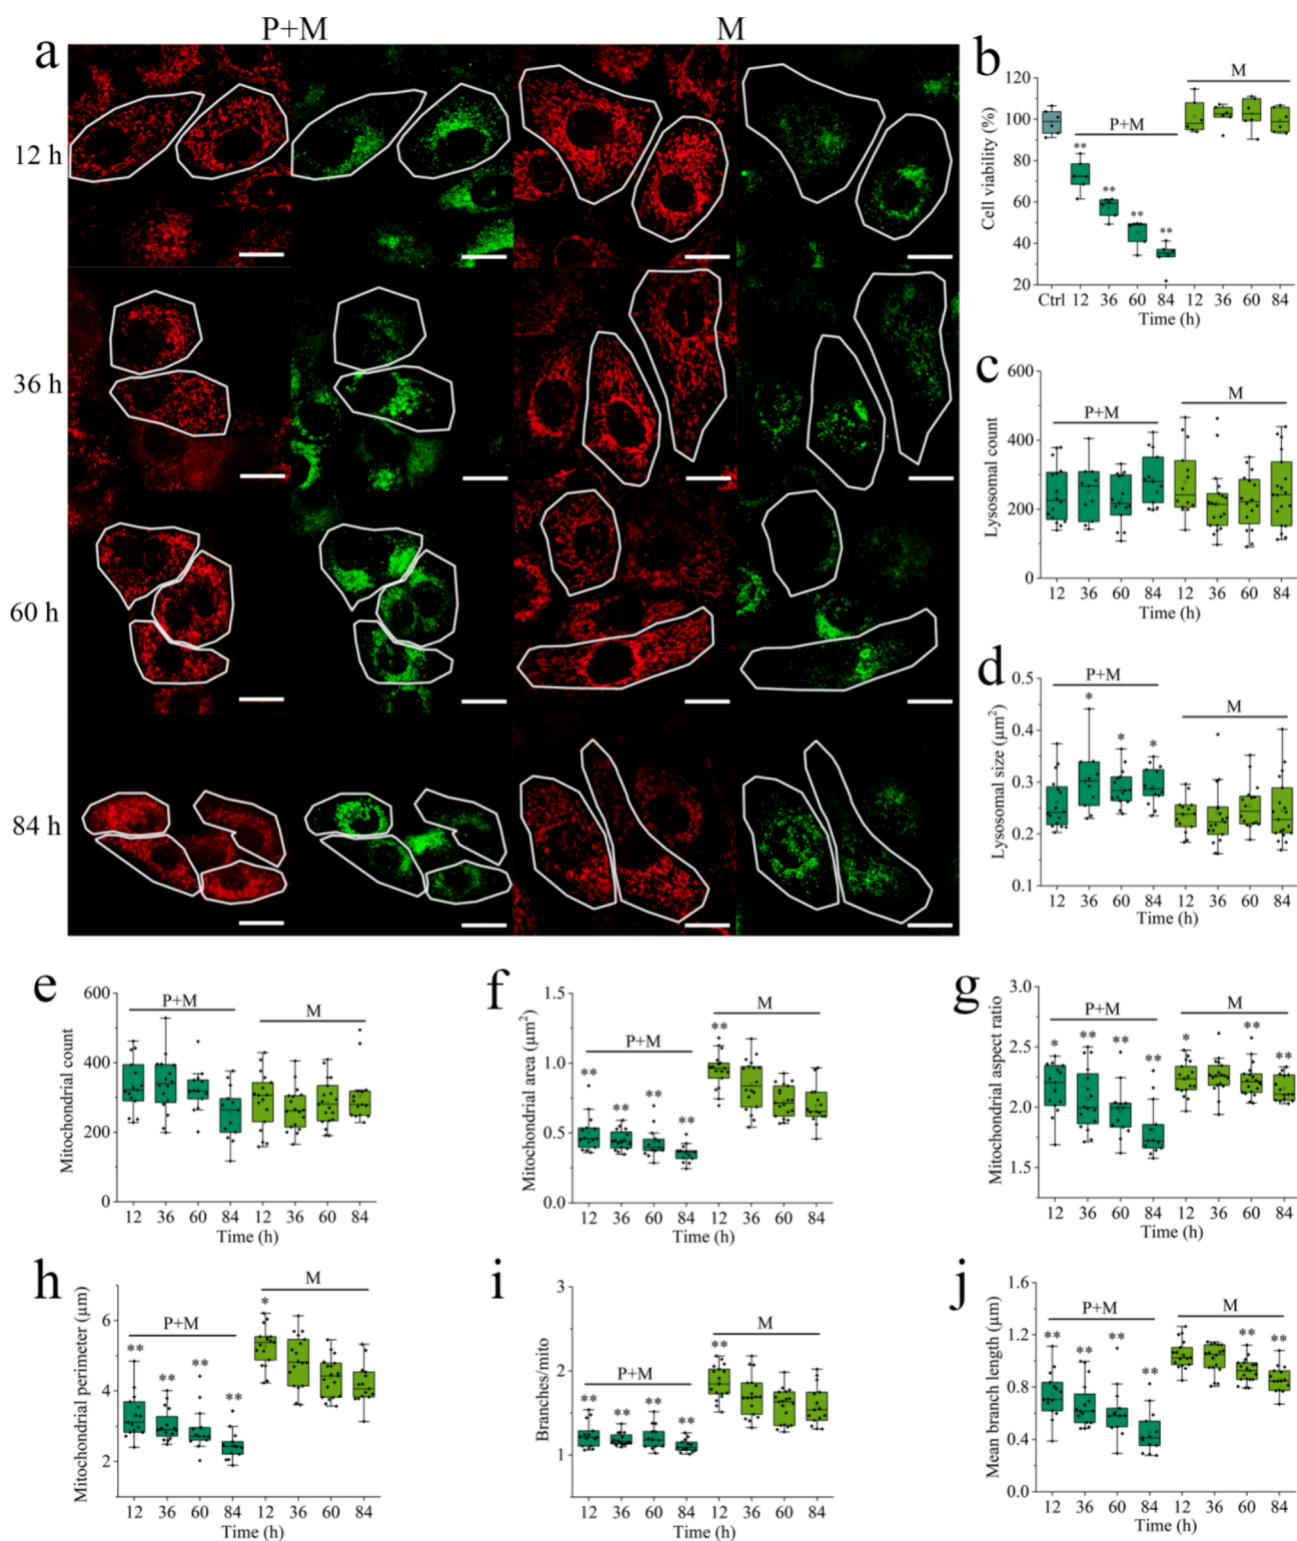 P+M M
a
12 h
36 h
60 h
84 h
b
Cell viability (%)
120
100
80
60
40
20
P+M
M
**
**
**
**
Ctrl 12 36 60 84 12 36 60 84
Time (h)
c
Lysosomal count
600
400
200
0
P+M
M
12 36 60 84 12 36 60 84
Time (h)
d
Lysosomal size (μm²)
0.5
0.4
0.3
0.2
0.1
P+M
M
*
*
*
12 36 60 84 12 36 60 84
Time (h)
e
Mitochondrial count
600
400
200
0
P+M
M
12 36 60 84 12 36 60 84
Time (h)
f
Mitochondrial area (μm²)
1.5
1.0
0.5
0.0
P+M
M
** ** ** ** **
12 36 60 84 12 36 60 84
Time (h)
g
Mitochondrial aspect ratio
3.0
2.5
2.0
1.5
P+M
M
* ** ** ** * ** **
12 36 60 84 12 36 60 84
Time (h)
h
Mitochondrial perimeter (μm)
6
4
2
P+M
M
** ** ** ** *
12 36 60 84 12 36 60 84
Time (h)
i
Branches/mito
3
2
1
P+M
M
** ** ** ** **
12 36 60 84 12 36 60 84
Time (h)
j
Mean branch length (μm)
1.6
1.2
0.8
0.4
0.0
P+M
M
** ** ** ** ** **
12 36 60 84 12 36 60 84
Time (h)